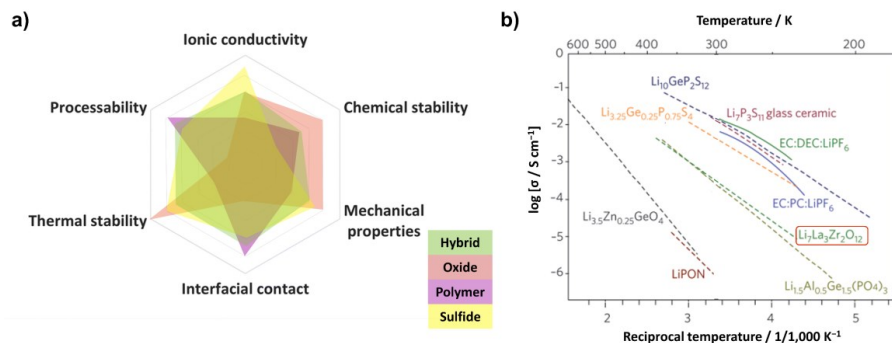 a)
Ionic conductivity
Processability
Chemical stability
Thermal stability
Mechanical
properties
Interfacial contact
Hybrid
Oxide
Polymer
Sulfide
b)
Temperature / K
600 500 400 300 200
0
-1
-2
-3
-4
-5
-6
log [σ / S cm⁻¹]
Li₁₀GeP₂S₁₂
Li₃.₂₅Ge₀.₂₅P₀.₇₅S₄
Li₇P₃S₁₁ glass ceramic
EC:DEC:LiPF₆
EC:PC:LiPF₆
Li₃.₅Zn₀.₂₅GeO₄
Li₇La₃Zr₂O₁₂
LiPON
Li₁.₅Al₀.₅Ge₁.₅(PO4)₃
2 3 4 5
Reciprocal temperature / 1/1,000 K⁻¹